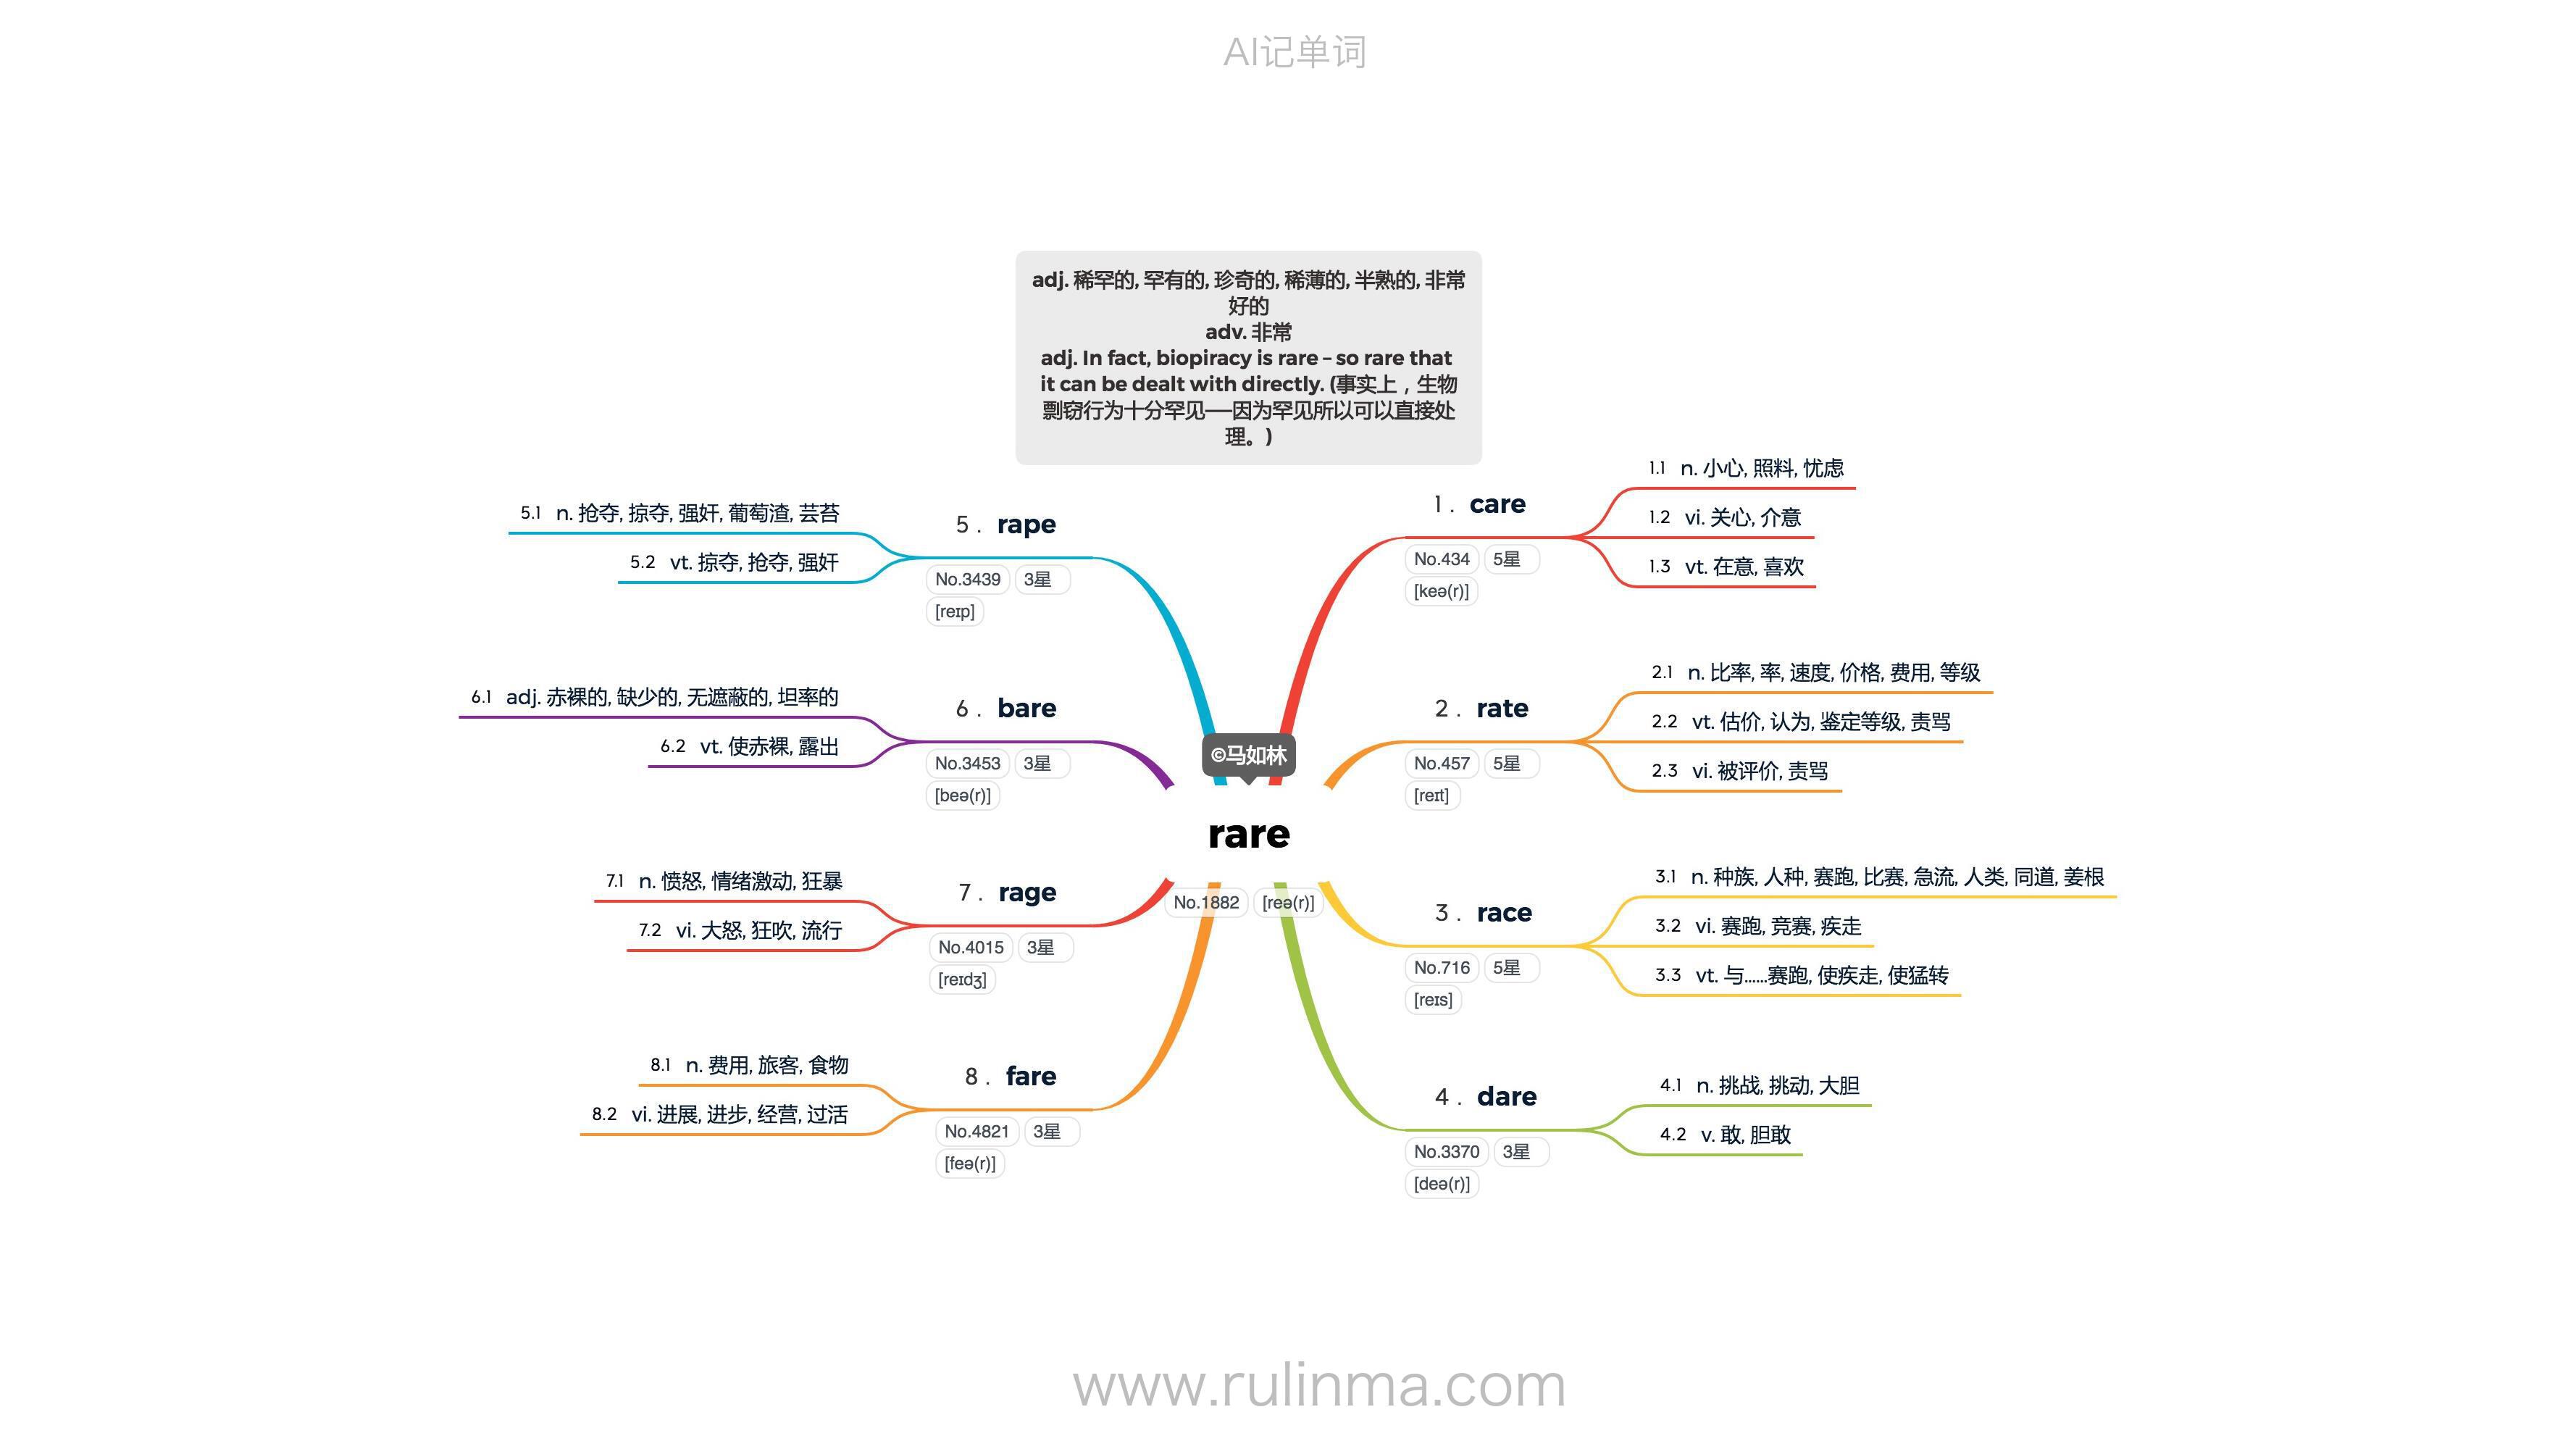 AI记单词
adj. 稀罕的, 罕有的, 珍奇的, 稀薄的, 半熟的, 非常
好的
adv. 非常
adj. In fact, biopiracy is rare – so rare that
it can be dealt with directly. (事实上，生物
剽窃行为十分罕见──因为罕见所以可以直接处
理。)
©马如林
rare
No.1882 [reə(r)]
1. care
No.434 5星
[keə(r)]
1.1 n. 小心, 照料, 忧虑
1.2 vi. 关心, 介意
1.3 vt. 在意, 喜欢
2. rate
No.457 5星
[reɪt]
2.1 n. 比率, 率, 速度, 价格, 费用, 等级
2.2 vt. 估价, 认为, 鉴定等级, 责骂
2.3 vi. 被评价, 责骂
3. race
No.716 5星
[reɪs]
3.1 n. 种族, 人种, 赛跑, 比赛, 急流, 人类, 同道, 姜根
3.2 vi. 赛跑, 竞赛, 疾走
3.3 vt. 与……赛跑, 使疾走, 使猛转
4. dare
No.3370 3星
[deə(r)]
4.1 n. 挑战, 挑动, 大胆
4.2 v. 敢, 胆敢
5. rape
No.3439 3星
[reɪp]
5.1 n. 抢夺, 掠夺, 强奸, 葡萄渣, 芸苔
5.2 vt. 掠夺, 抢夺, 强奸
6. bare
No.3453 3星
[beə(r)]
6.1 adj. 赤裸的, 缺少的, 无遮蔽的, 坦率的
6.2 vt. 使赤裸, 露出
7. rage
No.4015 3星
[reɪdʒ]
7.1 n. 愤怒, 情绪激动, 狂暴
7.2 vi. 大怒, 狂吹, 流行
8. fare
No.4821 3星
[feə(r)]
8.1 n. 费用, 旅客, 食物
8.2 vi. 进展, 进步, 经营, 过活
www.rulinma.com